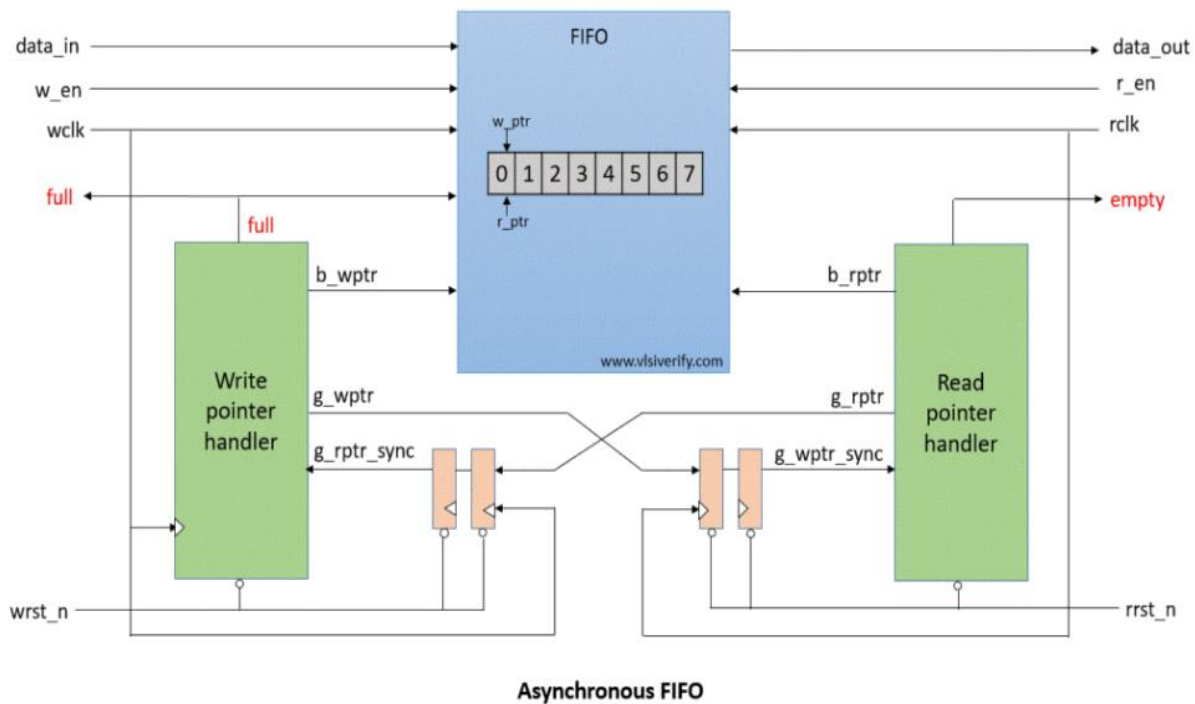 data_in
w_en
wclk
full
full
FIFO
w_ptr
0 1 2 3 4 5 6 7
r_ptr
data_out
r_en
rclk
empty
b_wptr
b_rptr
www.vlsiverify.com
Write
pointer
handler
g_wptr
g_rptr_sync
g_rptr
g_wptr_sync
Read
pointer
handler
wrst_n
rrst_n
Asynchronous FIFO